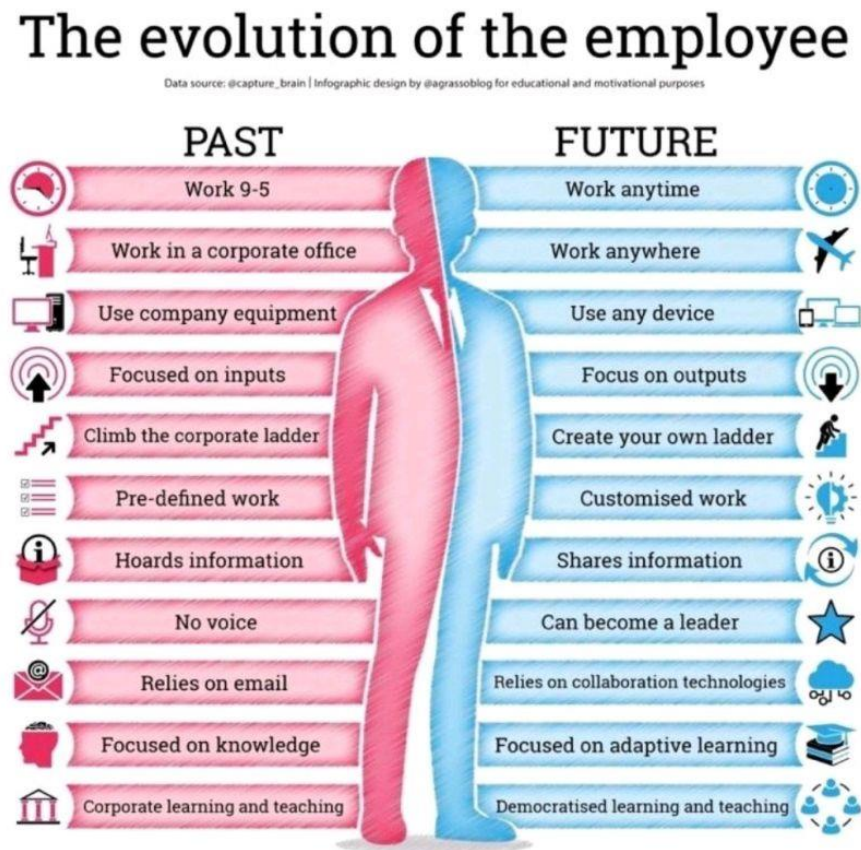 The evolution of the employee
Data source: @capture_brain | Infographic design by @agrassoblog for educational and motivational purposes
PAST
FUTURE
Work 9-5
Work anytime
Work in a corporate office
Work anywhere
Use company equipment
Use any device
Focused on inputs
Focus on outputs
Climb the corporate ladder
Create your own ladder
Pre-defined work
Customised work
Hoards information
Shares information
No voice
Can become a leader
Relies on email
Relies on collaboration technologies
Focused on knowledge
Focused on adaptive learning
Corporate learning and teaching
Democratised learning and teaching